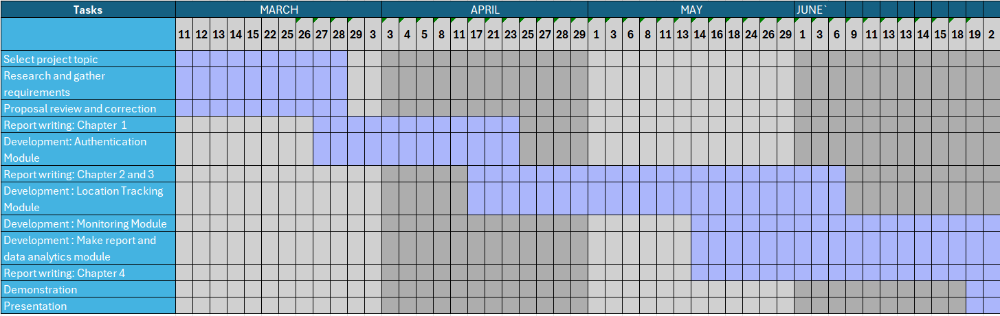 Tasks MARCH APRIL MAY JUNE`
11 12 13 14 15 22 25 26 27 28 29 3 3 4 5 8 11 17 21 23 25 27 28 29 1 3 6 8 11 13 14 16 18 24 26 29 1 3 6 9 11 13 13 14 15 18 19 2
Select project topic
Research and gather
requirements
Proposal review and correction
Report writing: Chapter 1
Development: Authentication
Module
Report writing: Chapter 2 and 3
Development : Location Tracking
Module
Development : Monitoring Module
Development : Make report and
data analytics module
Report writing: Chapter 4
Demonstration
Presentation